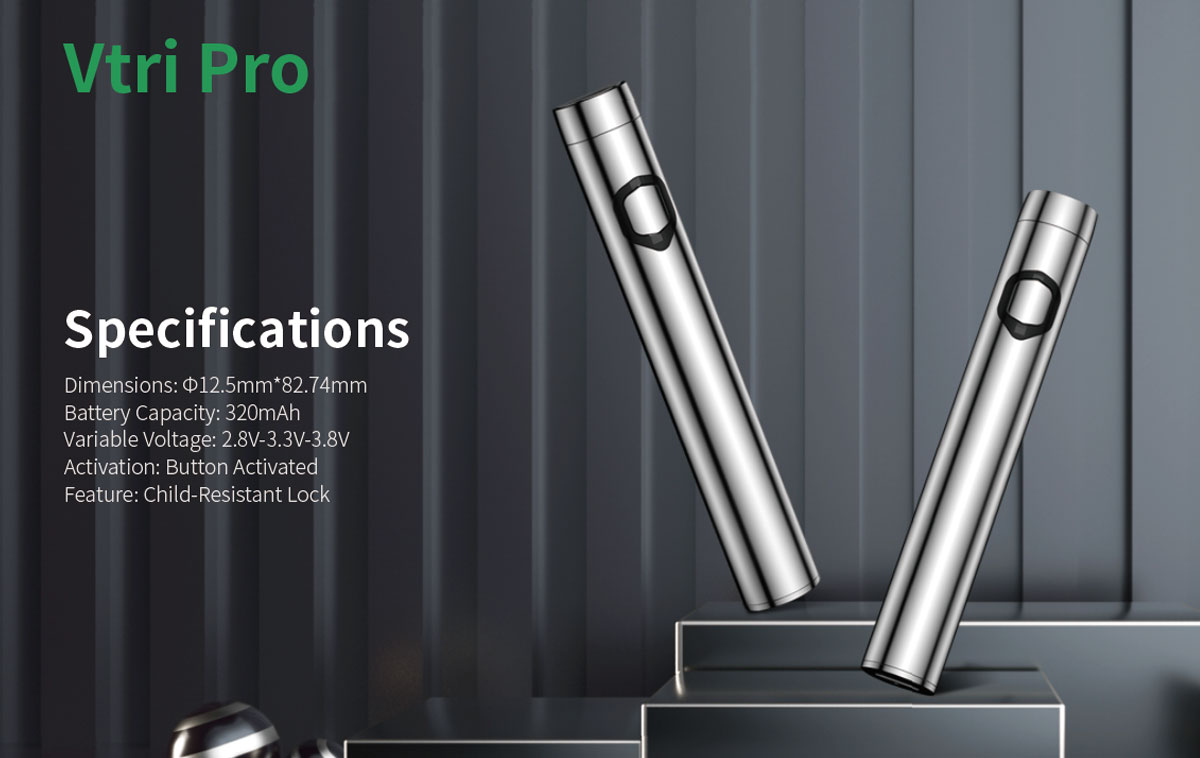 Vtri Pro
Specifications
Dimensions: Φ12.5mm*82.74mm
Battery Capacity: 320mAh
Variable Voltage: 2.8V-3.3V-3.8V
Activation: Button Activated
Feature: Child-Resistant Lock